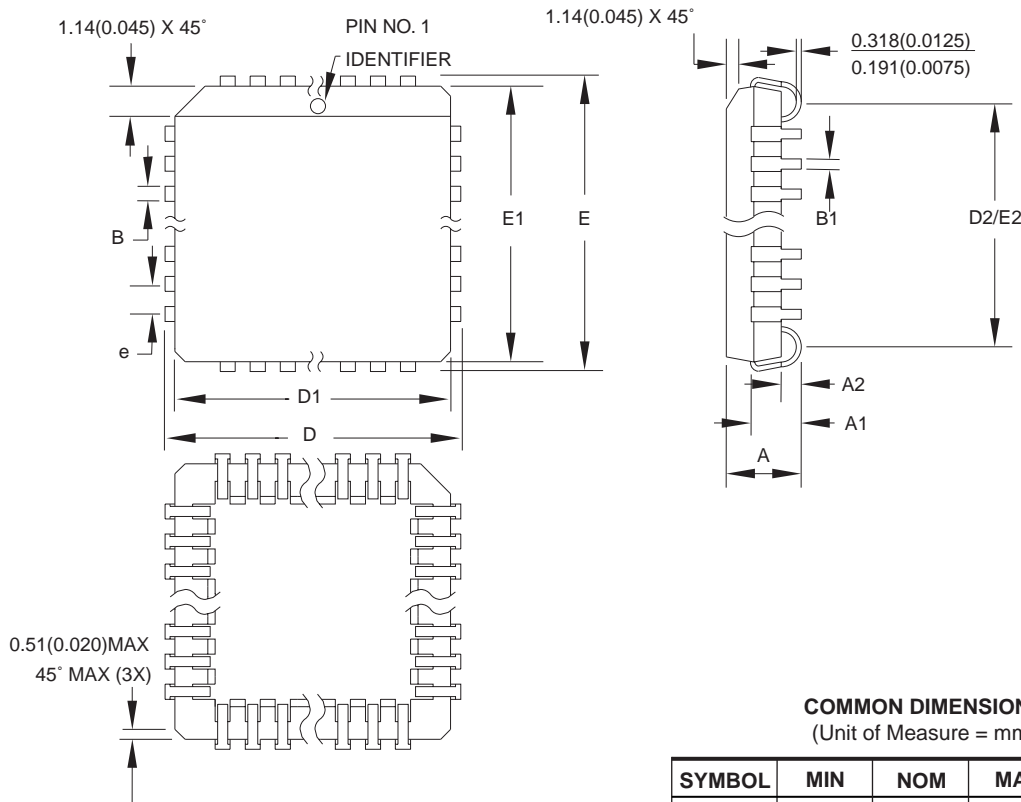 1.14(0.045) X 45˚
PIN NO. 1
IDENTIFIER
1.14(0.045) X 45˚
0.318(0.0125)
0.191(0.0075)
B
e
E1
E
B1
D2/E2
A2
A1
A
D1
D
0.51(0.020)MAX
45˚ MAX (3X)
COMMON DIMENSION
(Unit of Measure = mm
SYMBOL MIN NOM MA